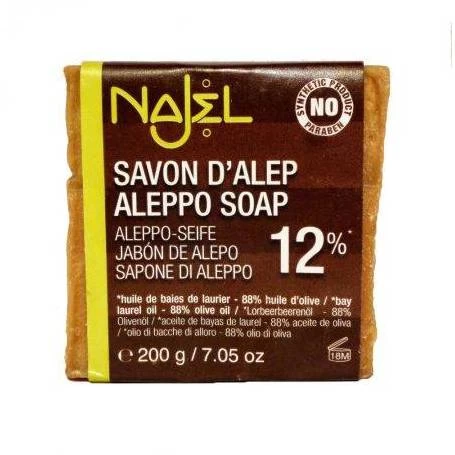 NAJEL
SYNTHETIC PRODUCT
NO
PARABEN
SAVON D'ALEP
ALEPPO SOAP
ALEPPO-SEIFE
JABÓN DE ALEPO
SAPONE DI ALEPPO
12%*
*huile de baies de laurier - 88% huile d'olive / *bay
laurel oil - 88% olive oil / *Lorbeerbeerenöl - 88%
Olivenöl / *aceite de bayas de laurel - 88% aceite de oliva
/ *olio di bacche di alloro - 88% olio di oliva
e 200 g / 7.05 oz
18M